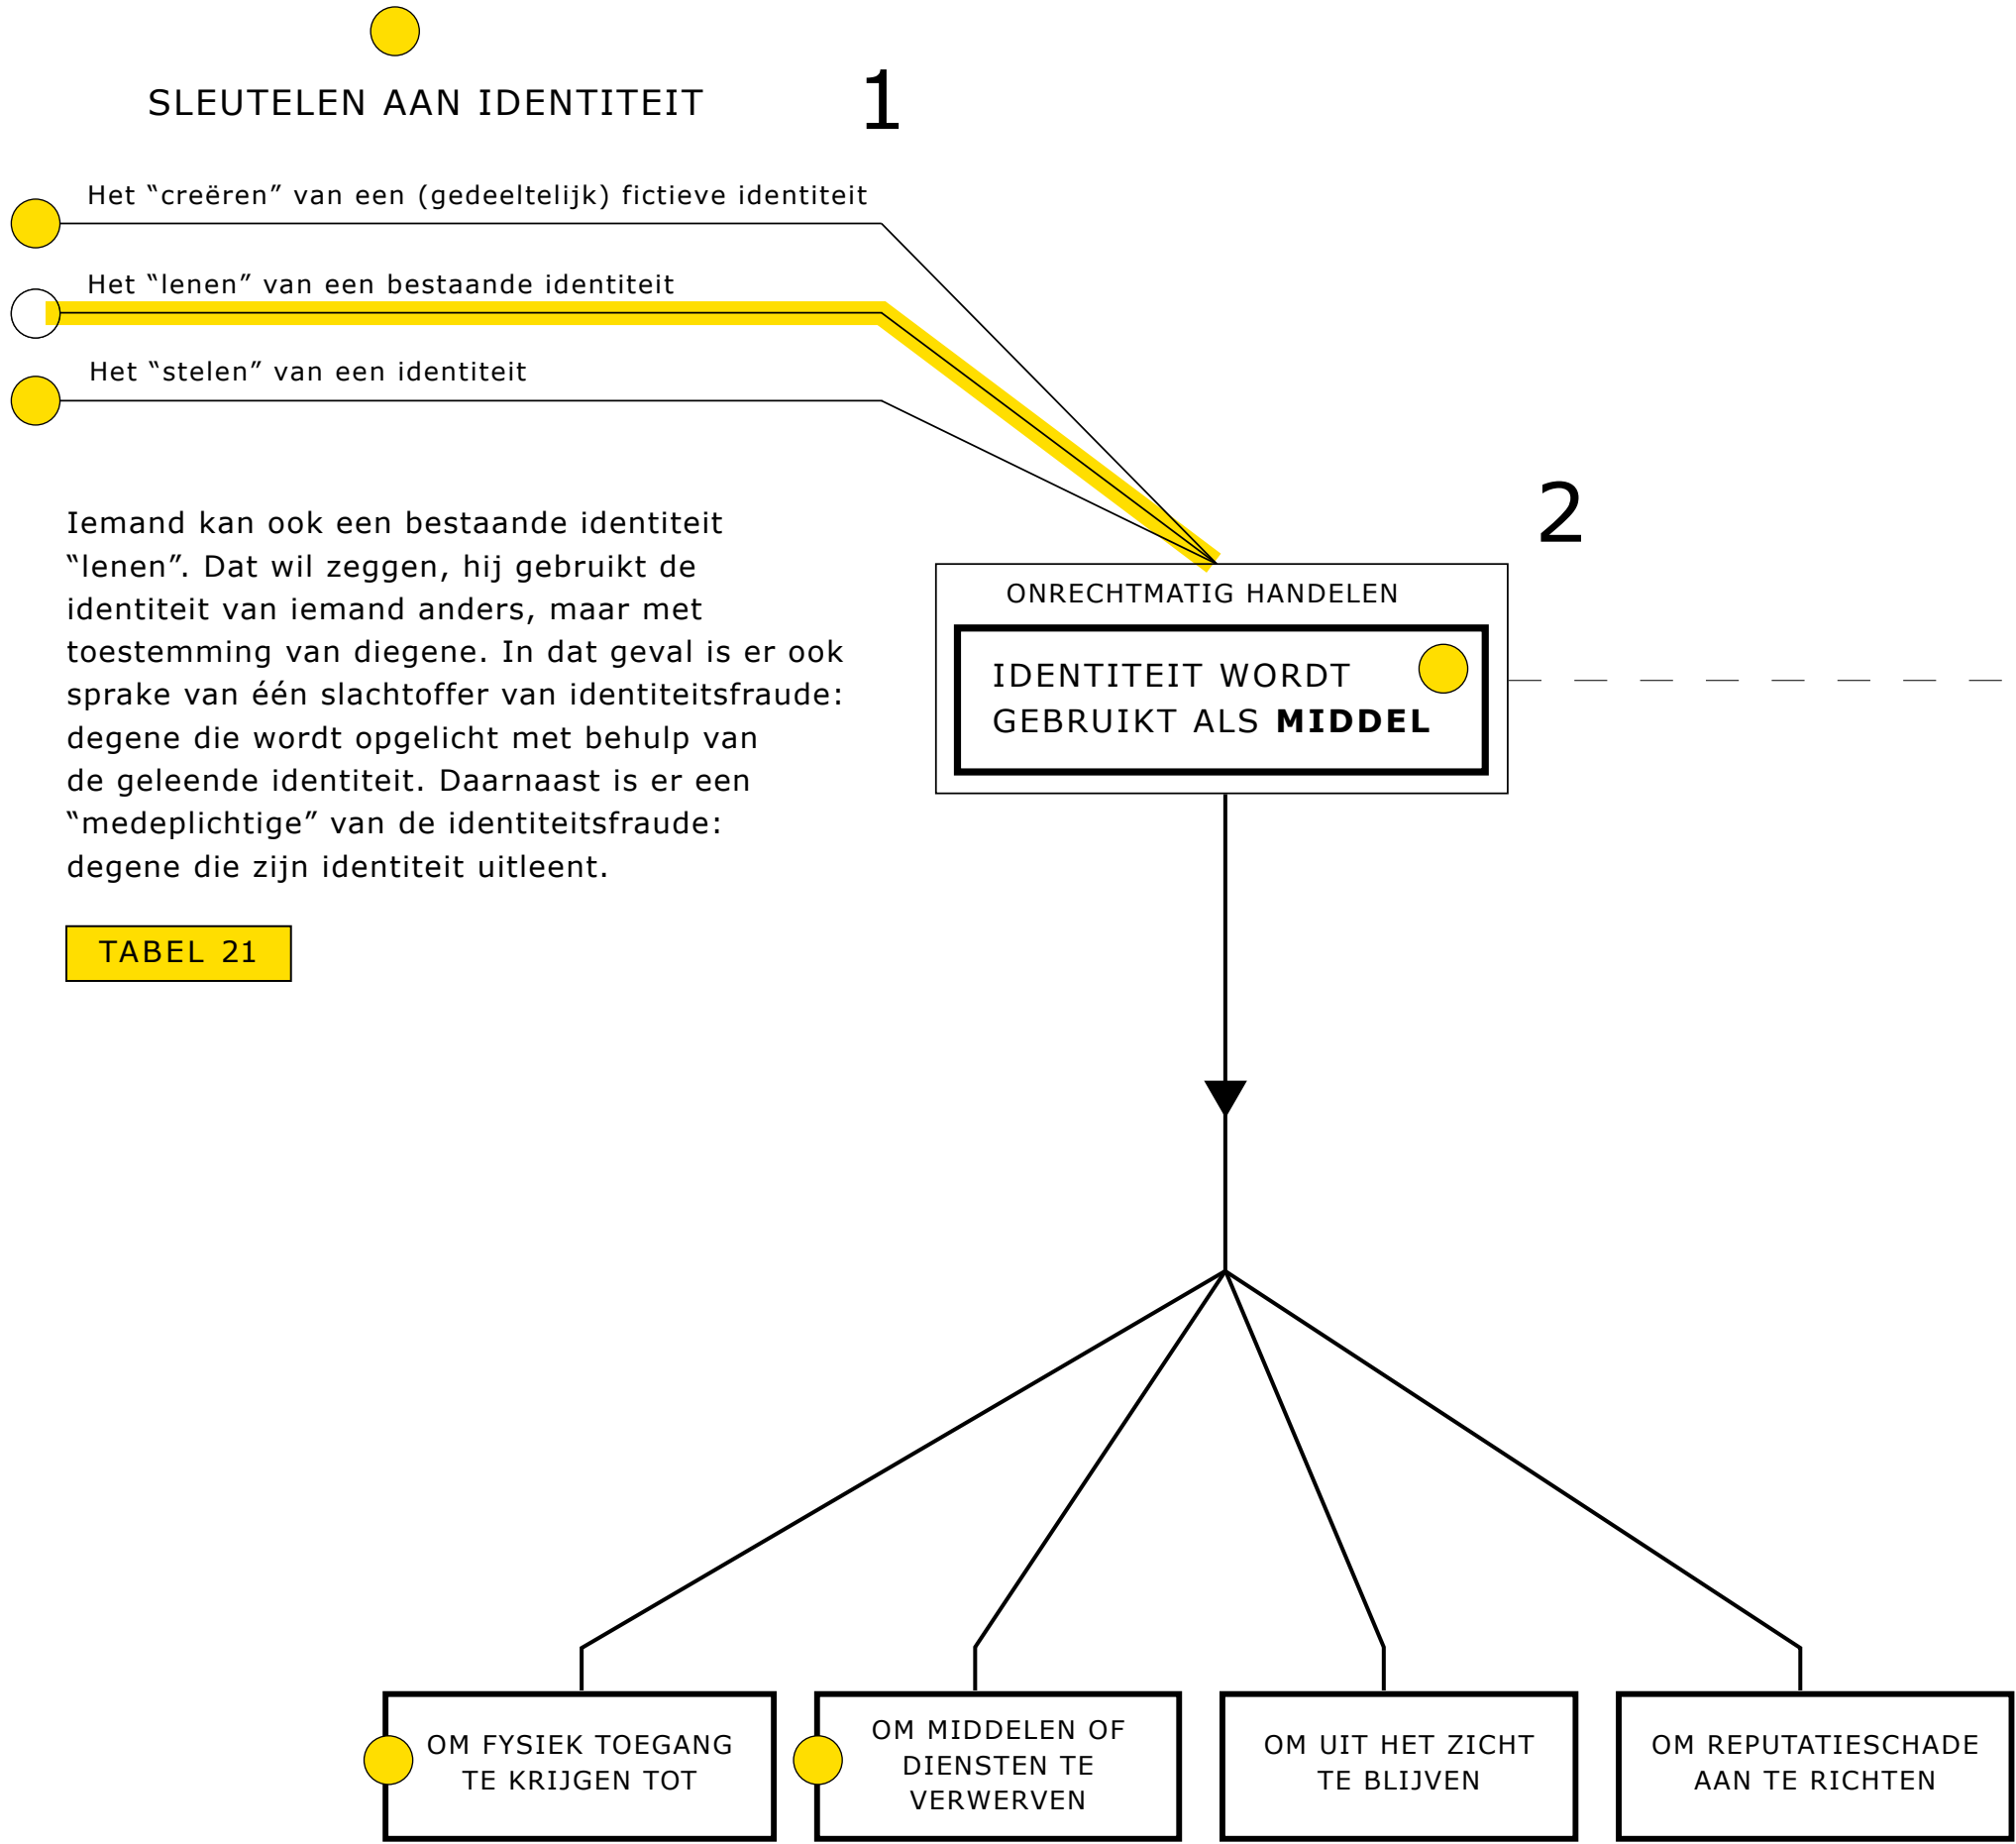 SLEUTELEN AAN IDENTITEIT
1
Het “creëren” van een (gedeeltelijk) fictieve identiteit
Het “lenen” van een bestaande identiteit
Het “stelen” van een identiteit
Iemand kan ook een bestaande identiteit
“lenen”. Dat wil zeggen, hij gebruikt de
identiteit van iemand anders, maar met
toestemming van diegene. In dat geval is er ook
sprake van één slachtoffer van identiteitsfraude:
degene die wordt opgelicht met behulp van
de geleende identiteit. Daarnaast is er een
“medeplichtige” van de identiteitsfraude:
degene die zijn identiteit uitleent.
TABEL 21
2
ONRECHTMATIG HANDELEN
IDENTITEIT WORDT
GEBRUIKT ALS MIDDEL
OM FYSIEK TOEGANG
TE KRIJGEN TOT
OM MIDDELEN OF
DIENSTEN TE
VERWERVEN
OM UIT HET ZICHT
TE BLIJVEN
OM REPUTATIESCHADE
AAN TE RICHTEN